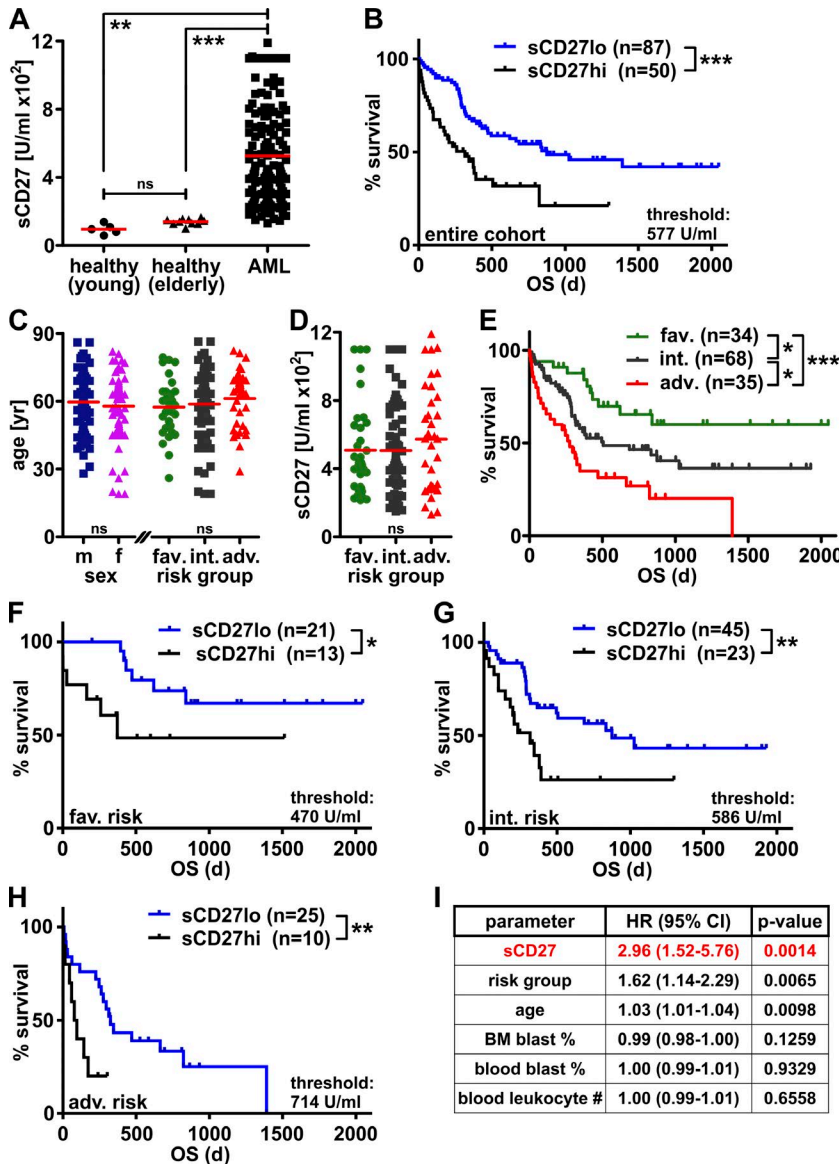 A
**
***
12
8
4
0
sCD27 [U/ml x10²]
ns
healthy (young)
healthy (elderly)
AML
B
sCD27lo (n=87)
sCD27hi (n=50)
***
100
50
0
% survival
entire cohort
threshold:
577 U/ml
0 500 1000 1500 2000
OS (d)
C
90
60
30
0
age [yr]
ns
ns
m f
sex
fav. int. adv.
risk group
D
12
8
4
0
sCD27 [U/ml x10²]
ns
fav. int. adv.
risk group
E
fav. (n=34)
int. (n=68)
adv. (n=35)
*
*
***
100
50
0
% survival
0 500 1000 1500 2000
OS (d)
F
sCD27lo (n=21)
sCD27hi (n=13)
*
100
50
0
% survival
fav. risk
threshold:
470 U/ml
0 500 1000 1500 2000
OS (d)
G
sCD27lo (n=45)
sCD27hi (n=23)
**
100
50
0
% survival
int. risk
threshold:
586 U/ml
0 500 1000 1500 2000
OS (d)
H
sCD27lo (n=25)
sCD27hi (n=10)
**
100
50
0
% survival
adv. risk
threshold:
714 U/ml
0 500 1000 1500 2000
OS (d)
I
parameter HR (95% CI) p-value
sCD27 2.96 (1.52-5.76) 0.0014
risk group 1.62 (1.14-2.29) 0.0065
age 1.03 (1.01-1.04) 0.0098
BM blast % 0.99 (0.98-1.00) 0.1259
blood blast % 1.00 (0.99-1.01) 0.9329
blood leukocyte # 1.00 (0.99-1.01) 0.6558